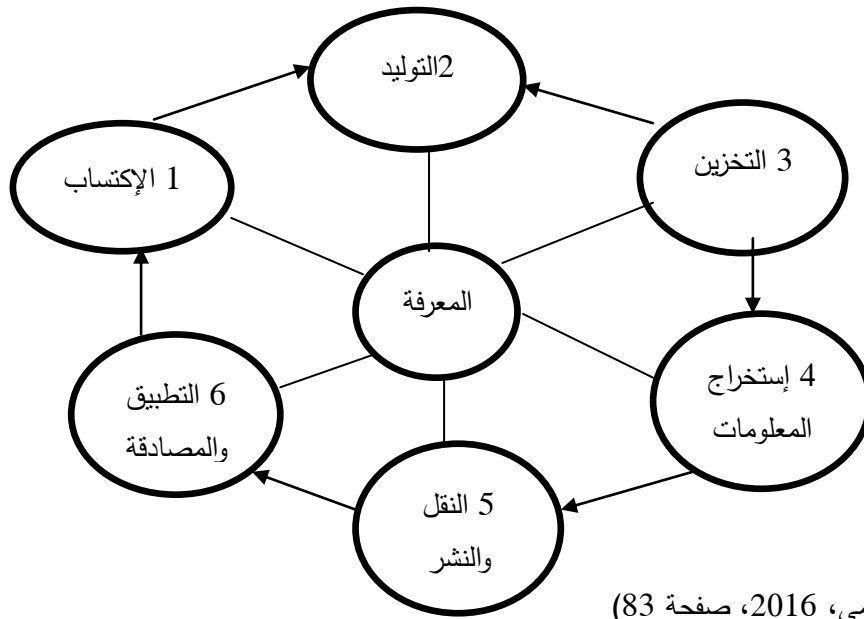 2التوليد
1 الإكتساب
3 التخزين
المعرفة
4 إستخراج
المعلومات
5 النقل
والنشر
6 التطبيق
والمصادقة
2016، صفحة 83)